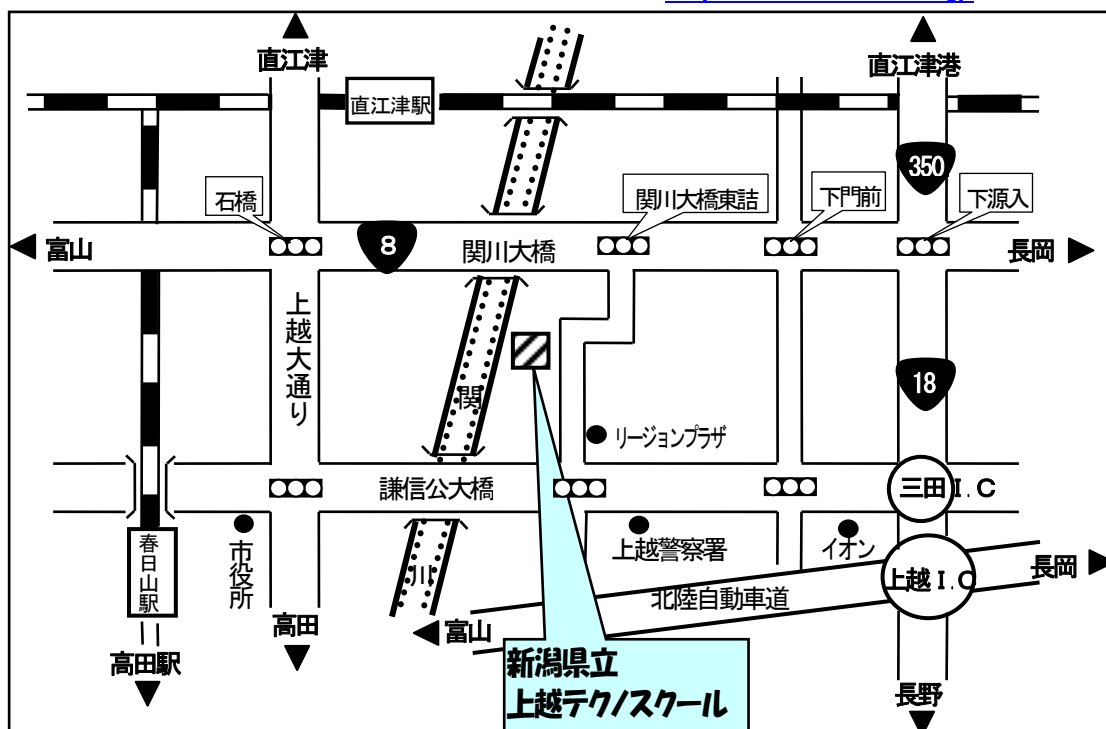 直江津
直江津港
直江津駅
350
石橋
関川大橋東詰
下門前
下源入
富山
8
関川大橋
長岡
上越大通り
18
関
リージョンプラザ
謙信公大橋
三田I.C
春日山駅
市役所
川
上越警察署
イオン
上越I.C
長岡
北陸自動車道
高田
富山
高田駅
新潟県立
上越テクノスクール
長野